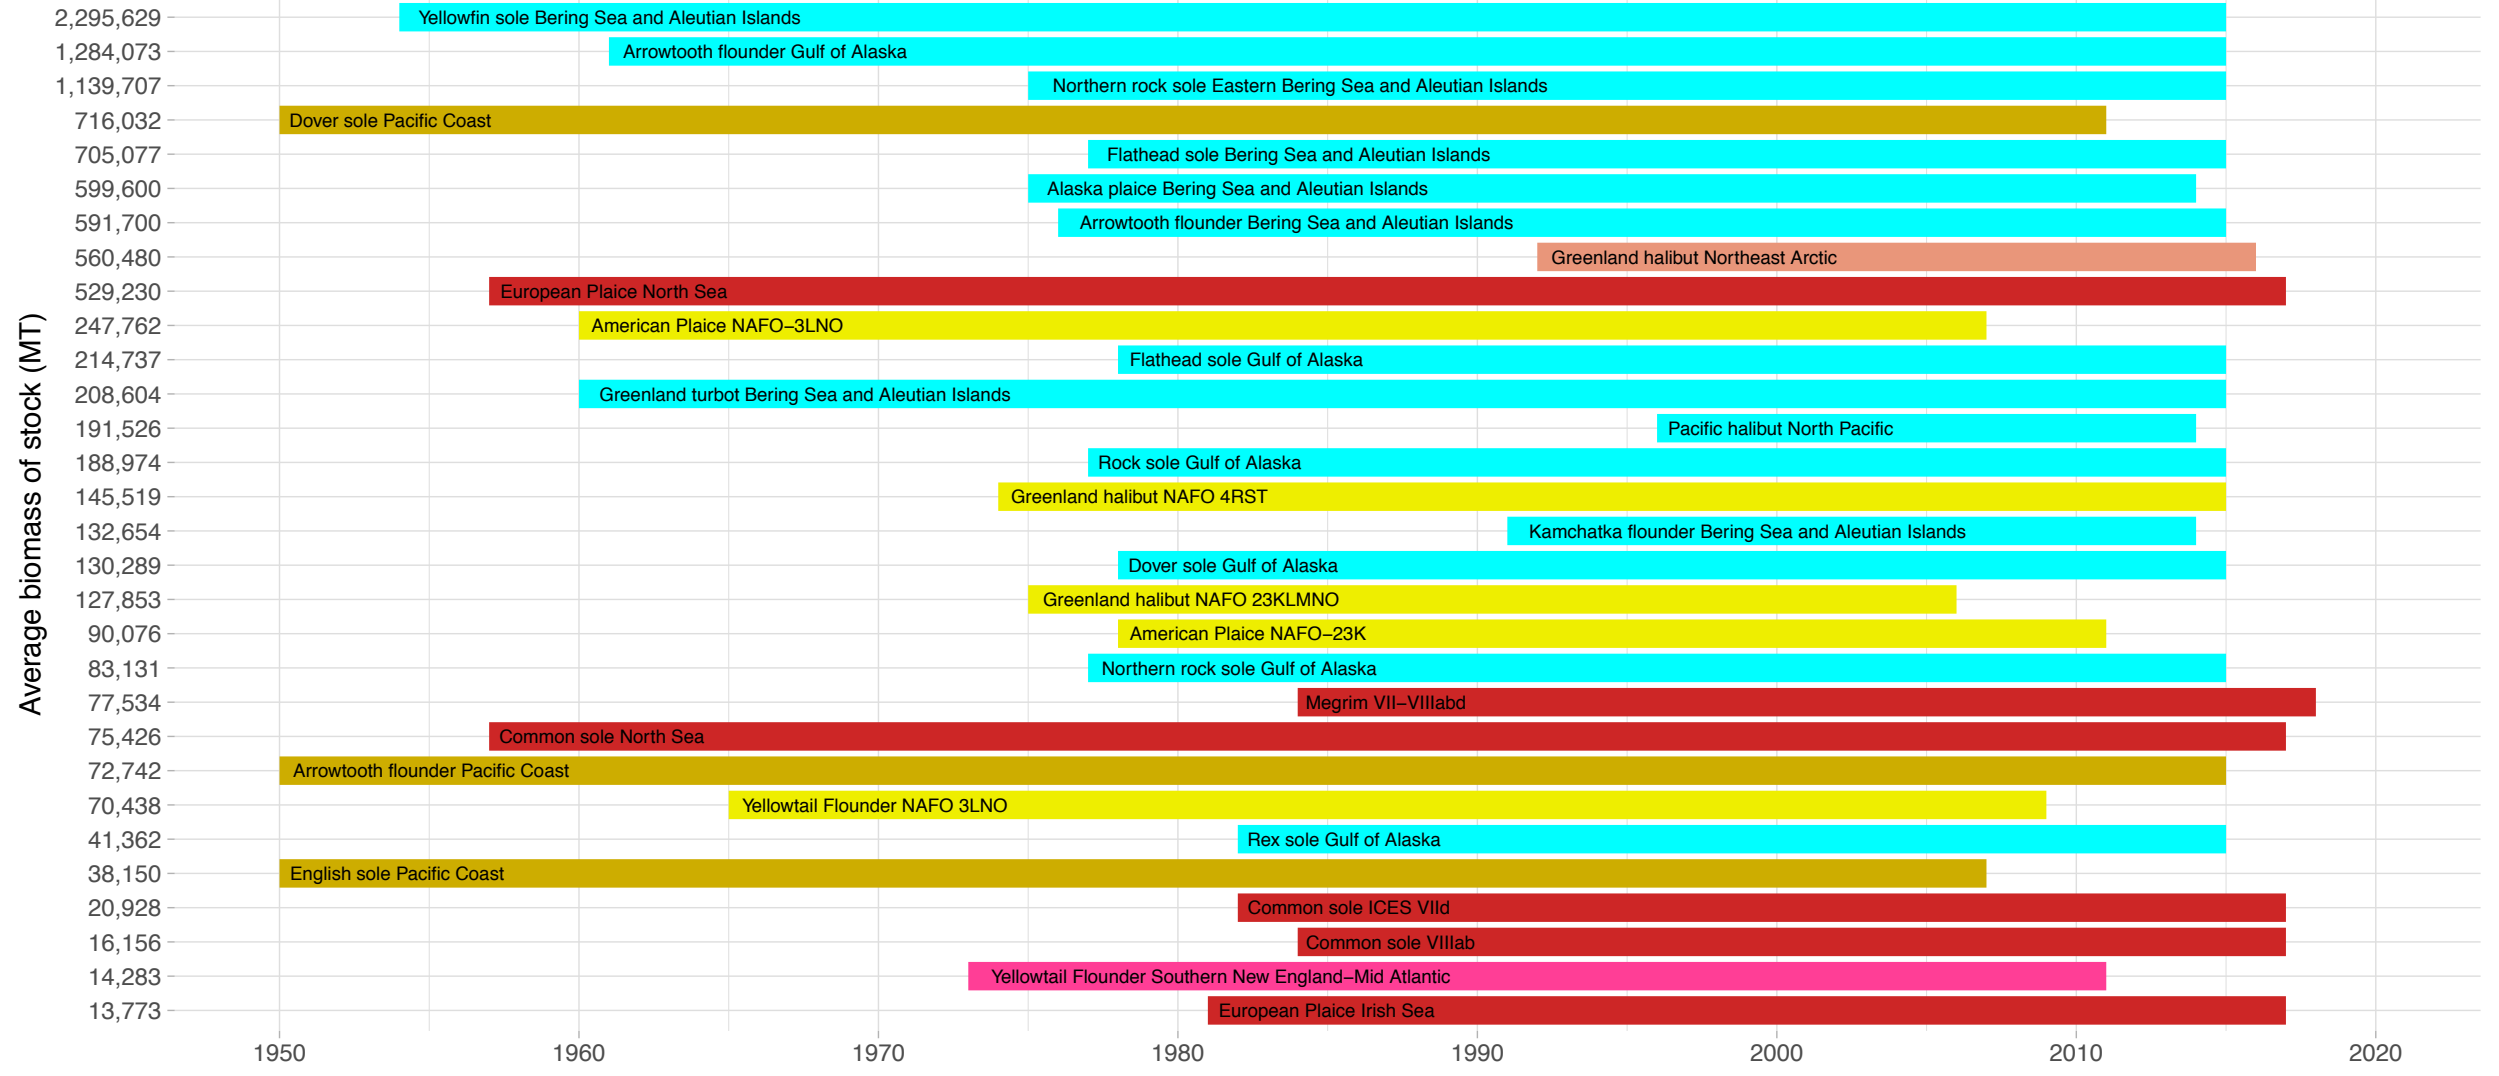 2,295,629 Yellowfin sole Bering Sea and Aleutian Islands
1,284,073 Arrowtooth flounder Gulf of Alaska
1,139,707 Northern rock sole Eastern Bering Sea and Aleutian Islands
716,032 Dover sole Pacific Coast
705,077 Flathead sole Bering Sea and Aleutian Islands
599,600 Alaska plaice Bering Sea and Aleutian Islands
591,700 Arrowtooth flounder Bering Sea and Aleutian Islands
560,480 Greenland halibut Northeast Arctic
529,230 European Plaice North Sea
247,762 American Plaice NAFO−3LNO
214,737 Flathead sole Gulf of Alaska
208,604 Greenland turbot Bering Sea and Aleutian Islands
191,526 Pacific halibut North Pacific
188,974 Rock sole Gulf of Alaska
145,519 Greenland halibut NAFO 4RST
132,654 Kamchatka flounder Bering Sea and Aleutian Islands
130,289 Dover sole Gulf of Alaska
127,853 Greenland halibut NAFO 23KLMNO
90,076 American Plaice NAFO−23K
83,131 Northern rock sole Gulf of Alaska
77,534 Megrim VII−VIIIabd
75,426 Common sole North Sea
72,742 Arrowtooth flounder Pacific Coast
70,438 Yellowtail Flounder NAFO 3LNO
41,362 Rex sole Gulf of Alaska
38,150 English sole Pacific Coast
20,928 Common sole ICES VIId
16,156 Common sole VIIIab
14,283 Yellowtail Flounder Southern New England−Mid Atlantic
13,773 European Plaice Irish Sea
Average biomass of stock (MT)
1950 1960 1970 1980 1990 2000 2010 2020